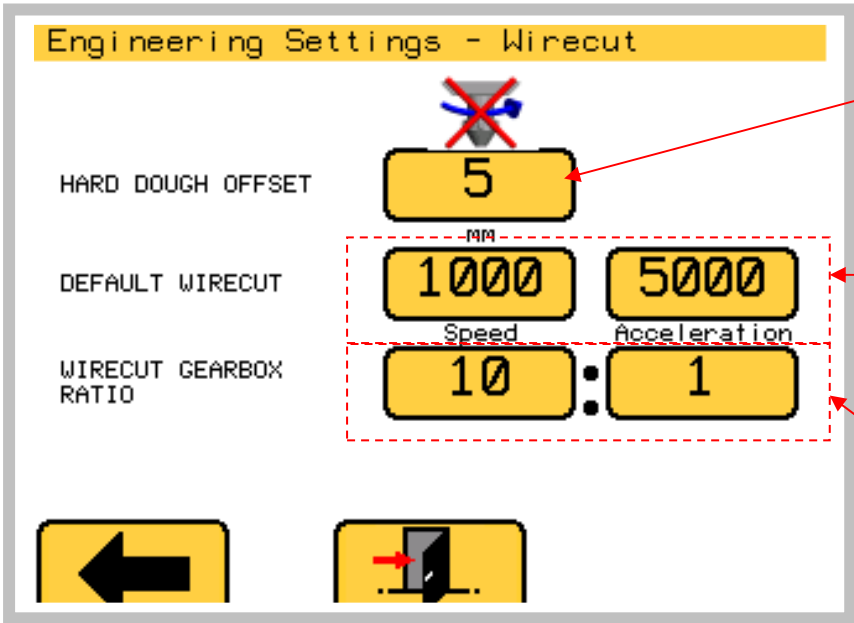 Engineering Settings - Wirecut
HARD DOUGH OFFSET
5
MM
DEFAULT WIRECUT
1000
5000
Speed
Acceleration
WIRECUT GEARBOX
RATIO
10 : 1